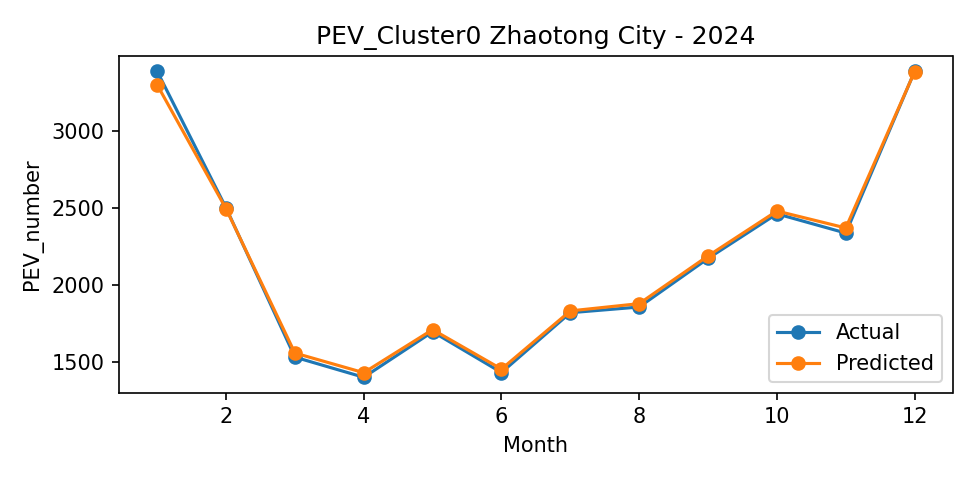 PEV_Cluster0 Zhaotong City - 2024
PEV_number
3000
2500
2000
1500
Actual
Predicted
2 4 6 8 10 12
Month